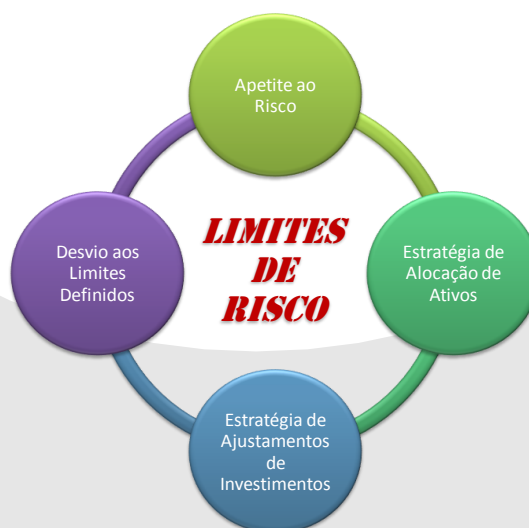 Apetite ao
Risco
LIMITES
DE
RISCO
Desvio aos
Limites
Definidos
Estratégia de
Alocação de
Ativos
Estratégia de
Ajustamentos
de
Investimentos